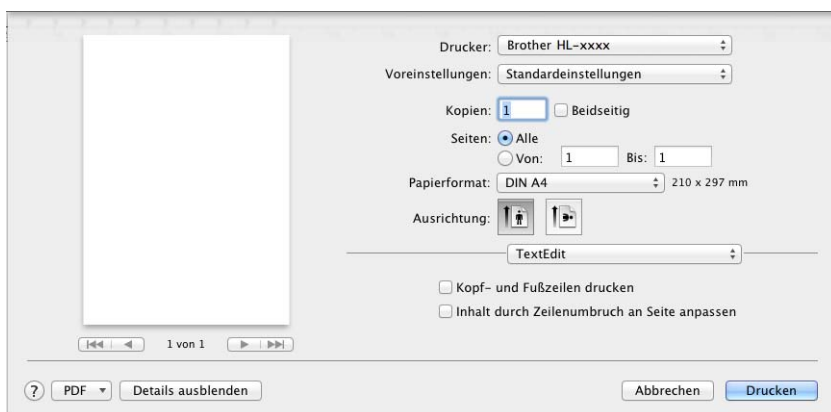 Drucker: Brother HL-xxxx
Voreinstellungen: Standardeinstellungen
Kopien: 1 Beidseitig
Seiten: Alle
Von: 1 Bis: 1
Papierformat: DIN A4 210 x 297 mm
Ausrichtung:
TextEdit
Kopf- und Fußzeilen drucken
Inhalt durch Zeilenumbruch an Seite anpassen
1 von 1
? PDF Details ausblenden Abbrechen Drucken